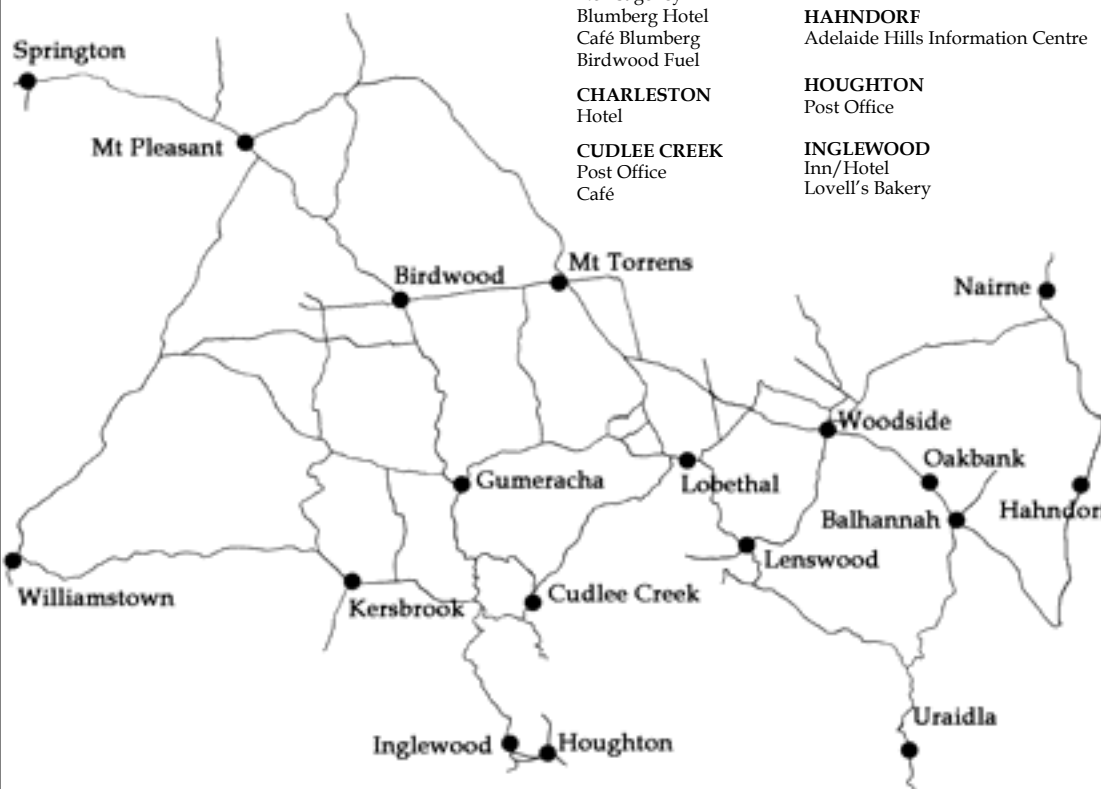 Blumberg Hotel
Café Blumberg
Birdwood Fuel
CHARLESTON
Hotel
CUDLEE CREEK
Post Office
Café
HAHNDORF
Adelaide Hills Information Centre
HOUGHTON
Post Office
INGLEWOOD
Inn/Hotel
Lovell's Bakery
Springton
Mt Pleasant
Birdwood
Mt Torrens
Nairne
Woodside
Oakbank
Gumeracha
Lobethal
Balhannah
Hahndor
Lenswood
Williamstown
Kersbrook
Cudlee Creek
Uraidla
Inglewood
Houghton